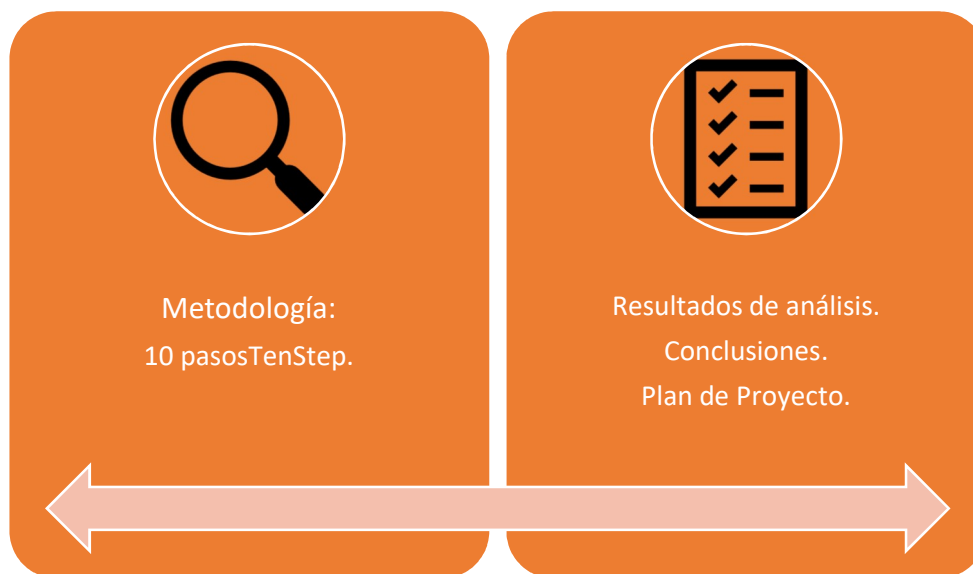 Metodología:
10 pasosTenStep.
Resultados de análisis.
Conclusiones.
Plan de Proyecto.